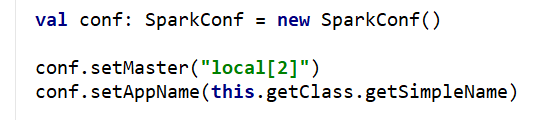 val conf: SparkConf = new SparkConf()
conf.setMaster("local[2]")
conf.setAppName(this.getClass.getSimpleName)